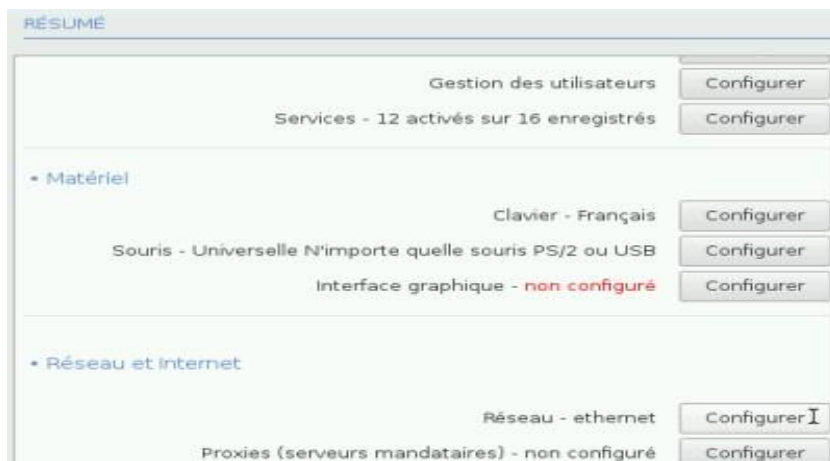 RÉSUMÉ
Gestion des utilisateurs Configurer
Services - 12 activés sur 16 enregistrés Configurer
• Matériel
Clavier - Français Configurer
Souris - Universelle N'importe quelle souris PS/2 ou USB Configurer
Interface graphique - non configuré Configurer
• Réseau et Internet
Réseau - ethernet Configurer
Proxies (serveurs mandataires) - non configuré Configurer